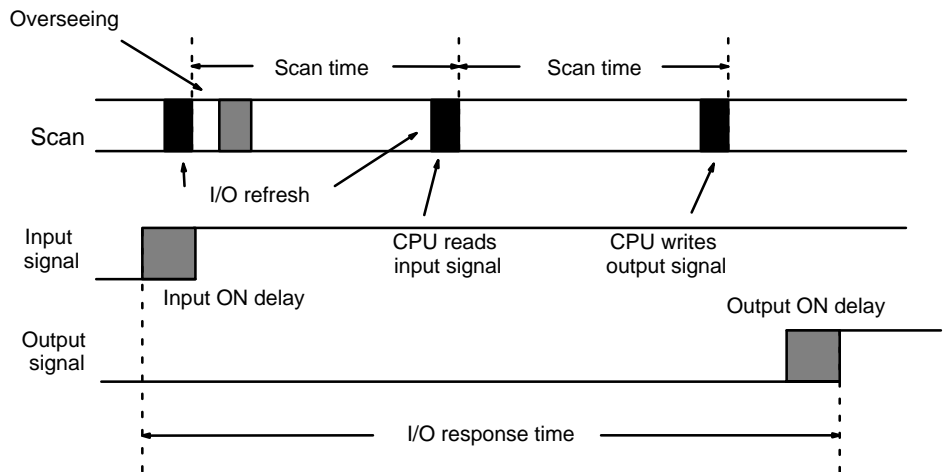 Overseeing
Scan time
Scan time
Scan
I/O refresh
CPU reads
input signal
CPU writes
output signal
Input
signal
Input ON delay
Output ON delay
Output
signal
I/O response time